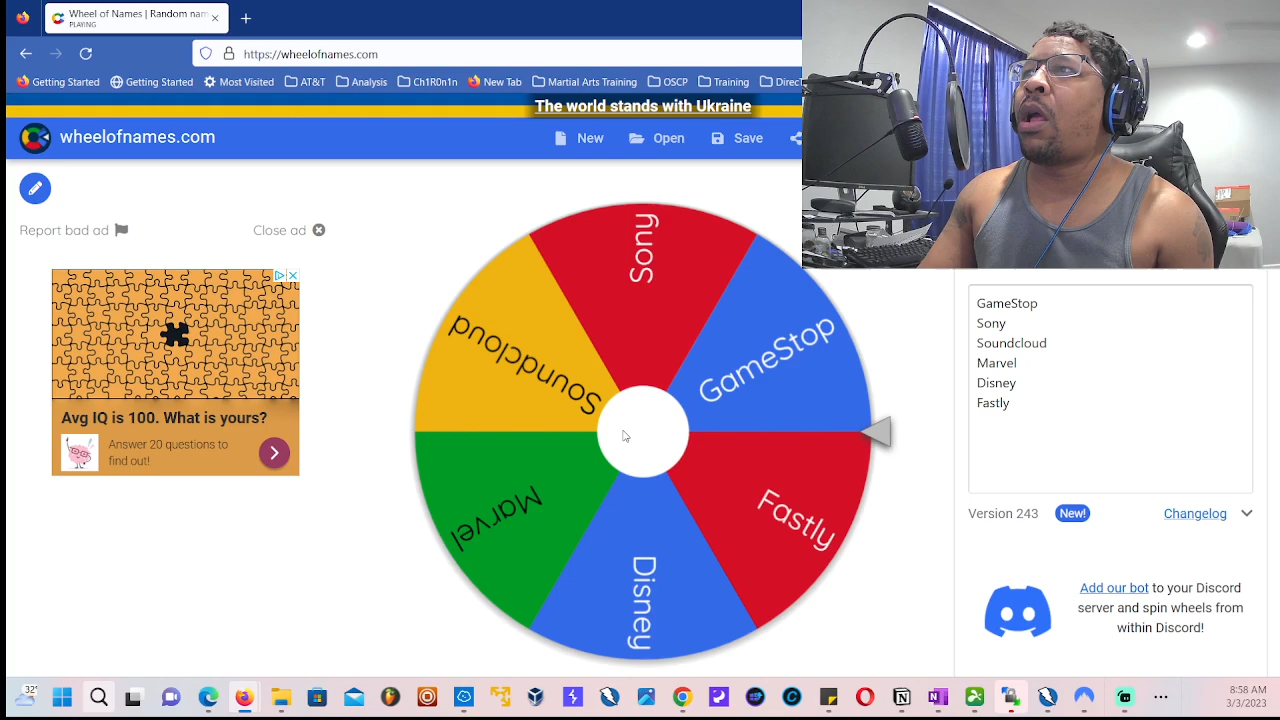 Wheel of Names | Random nam
PLAYING
https://wheelofnames.com
Getting Started
Getting Started
Most Visited
AT&T
Analysis
Ch1R0n1n
New Tab
Martial Arts Training
OSCP
Training
Direct
The world stands with Ukraine
wheelofnames.com
New
Open
Save
Report bad ad
Close ad
Avg IQ is 100. What is yours?
Answer 20 questions to
find out!
Sony
GameStop
Fastly
Disney
Marvel
Soundcloud
GameStop
Sony
Soundcloud
Marvel
Disney
Fastly
Version 243
New!
Changelog
Add our bot to your Discord
server and spin wheels from
within Discord!
32°
8:58 AM